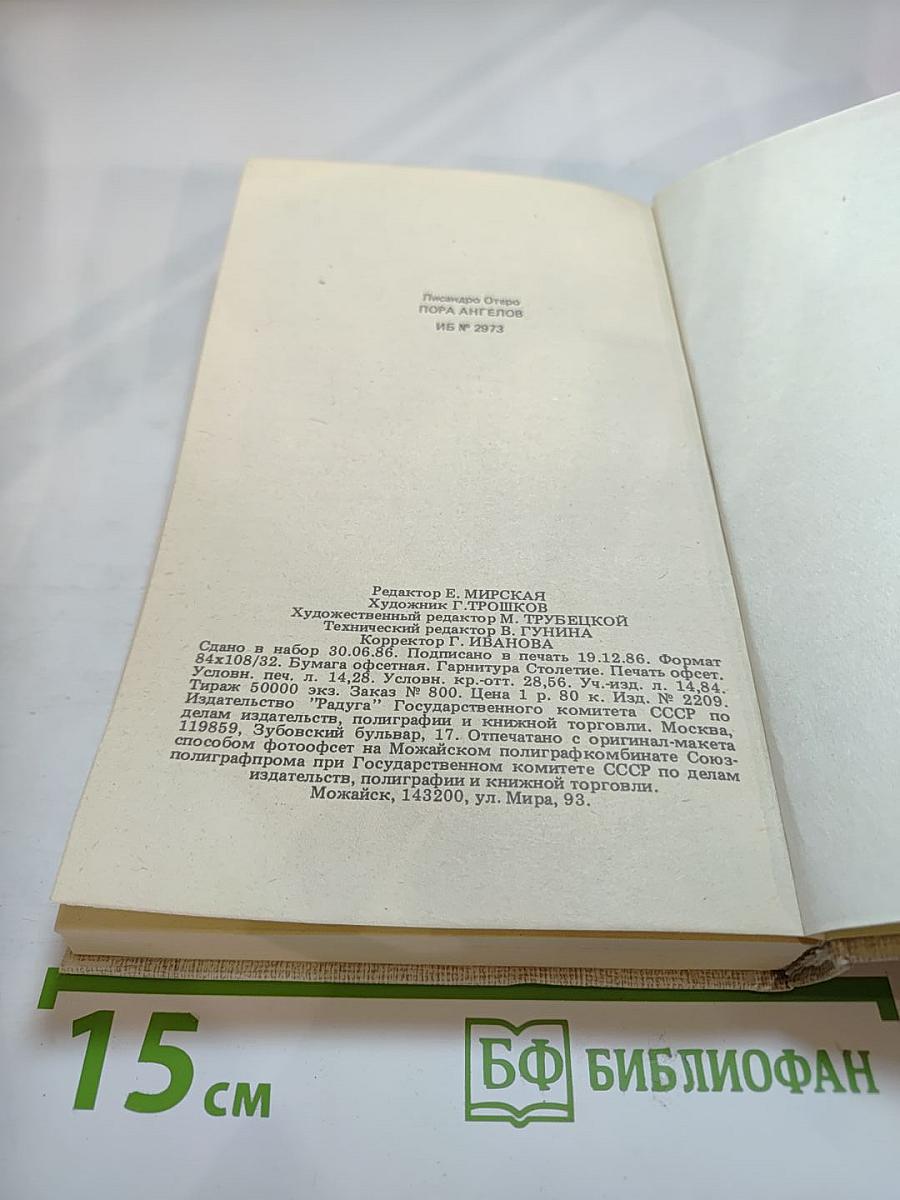 Лисандро Отеро
ПОРА АНГЕЛОВ
ИБ № 2973
Редактор Е. МИРСКАЯ
Художник Г.ТРОШКОВ
Художественный редактор М. ТРУБЕЦКОЙ
Технический редактор В. ГУНИНА
Корректор Г. ИВАНОВА
Сдано в набор 30.06.86. Подписано в печать 19.12.86. Формат
84х108/32. Бумага офсетная. Гарнитура Столетие. Печать офсет.
Условн. печ. л. 14,28. Условн. кр.-отт. 28,56. Уч.-изд. л. 14,84.
Тираж 50000 экз. Заказ № 800. Цена 1 р. 80 к. Изд. № 2209.
Издательство "Радуга" Государственного комитета СССР по
делам издательств, полиграфии и книжной торговли. Москва,
119859, Зубовский бульвар, 17. Отпечатано с оригинал-макета
способом фотоофсет на Можайском полиграфкомбинате Союз-
полиграфпрома при Государственном комитете СССР по делам
издательств, полиграфии и книжной торговли.
Можайск, 143200, ул. Мира, 93.
15 см
БФ БИБЛИОФАН